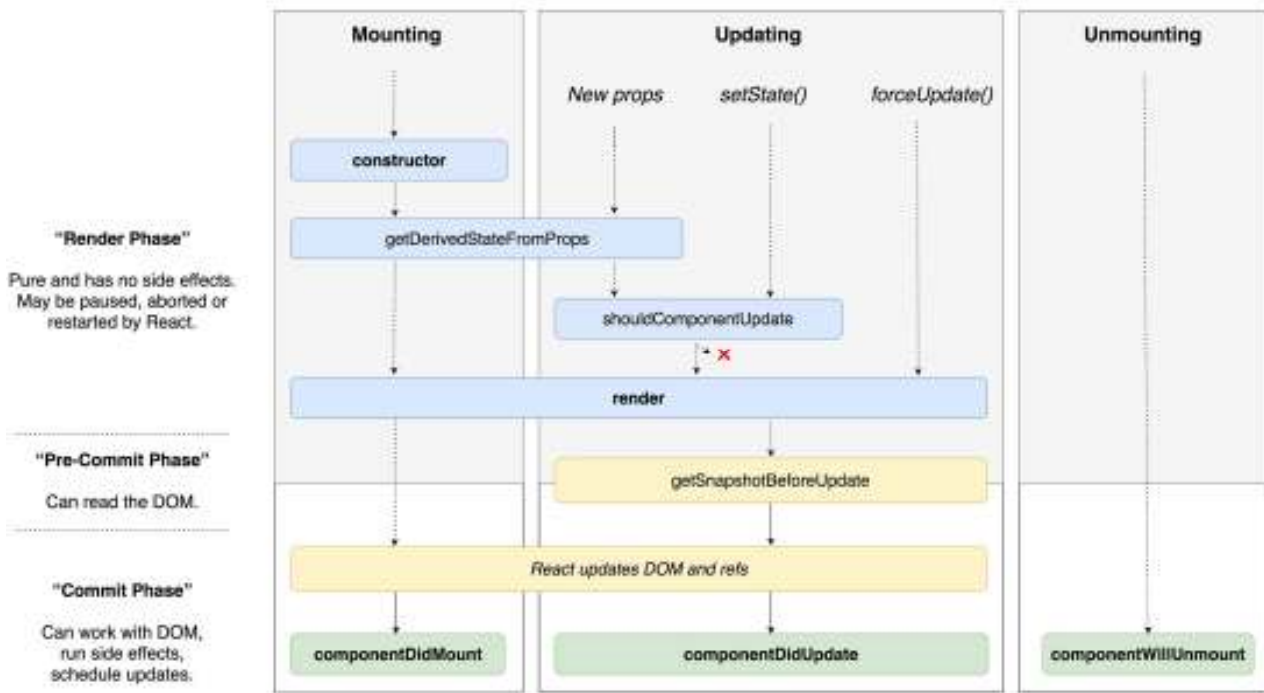 Mounting
Updating
Unmounting
New props
setState()
forceUpdate()
constructor
"Render Phase"
getDerivedStateFromProps
Pure and has no side effects.
May be paused, aborted or
restarted by React.
shouldComponentUpdate
render
"Pre-Commit Phase"
getSnapshotBeforeUpdate
Can read the DOM.
React updates DOM and refs
"Commit Phase"
Can work with DOM,
run side effects,
schedule updates.
componentDidMount
componentDidUpdate
componentWillUnmount